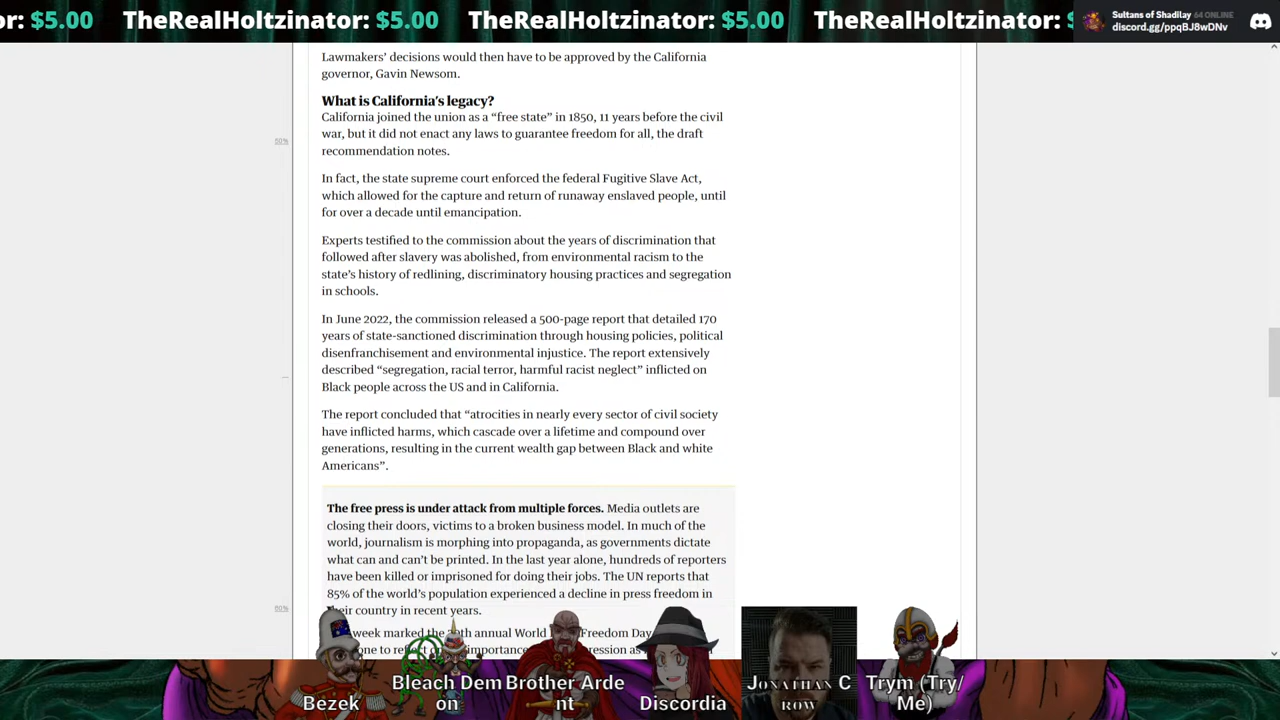 or: $5.00 TheRealHoltzinator: $5.00 TheRealHoltzinator: $5.00 TheRealHoltzinator:
Sultans of Shadilay 64 ONLINE
discord.gg/ppqBJ8wDNv
Lawmakers’ decisions would then have to be approved by the California
governor, Gavin Newsom.
What is California’s legacy?
California joined the union as a “free state” in 1850, 11 years before the civil
war, but it did not enact any laws to guarantee freedom for all, the draft
recommendation notes.
In fact, the state supreme court enforced the federal Fugitive Slave Act,
which allowed for the capture and return of runaway enslaved people, until
for over a decade until emancipation.
Experts testified to the commission about the years of discrimination that
followed after slavery was abolished, from environmental racism to the
state’s history of redlining, discriminatory housing practices and segregation
in schools.
In June 2022, the commission released a 500-page report that detailed 170
years of state-sanctioned discrimination through housing policies, political
disenfranchisement and environmental injustice. The report extensively
described “segregation, racial terror, harmful racist neglect” inflicted on
Black people across the US and in California.
The report concluded that “atrocities in nearly every sector of civil society
have inflicted harms, which cascade over a lifetime and compound over
generations, resulting in the current wealth gap between Black and white
Americans”.
The free press is under attack from multiple forces. Media outlets are
closing their doors, victims to a broken business model. In much of the
world, journalism is morphing into propaganda, as governments dictate
what can and can’t be printed. In the last year alone, hundreds of reporters
have been killed or imprisoned for doing their jobs. The UN reports that
85% of the world’s population experienced a decline in press freedom in
their country in recent years.
week marked the annual World Freedom Day
one to
Bezek
Bleach Dem
on
Brother Arde
nt
Discordia
Jonathan C
row
Trym (Try/
Me)